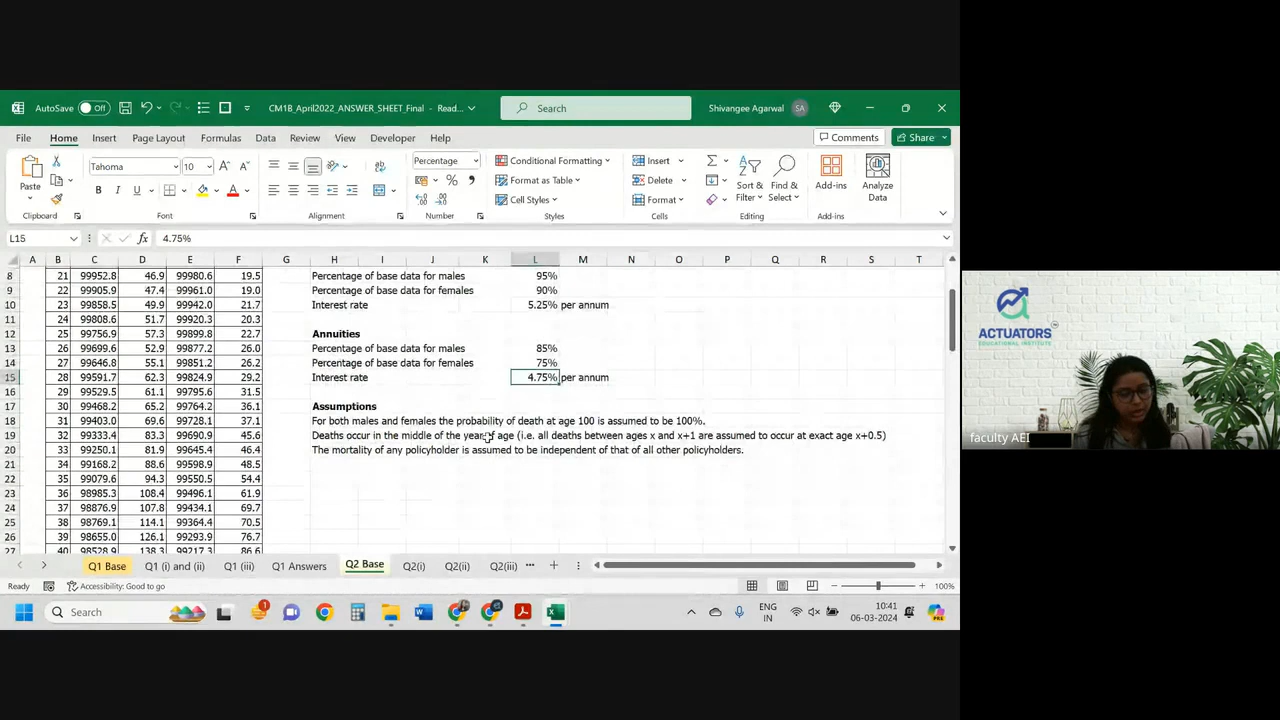 AutoSave Off CM1B_April2022_ANSWER_SHEET_Final - Read... Search Shivangee Agarwal SA
File Home Insert Page Layout Formulas Data Review View Developer Help Comments Share
Paste Tahoma 10 A A Percentage Conditional Formatting Insert Sort & Filter Find & Select Add-ins Analyze Data
B I U A % Format as Table Delete
Cell Styles Format
Clipboard Font Alignment Number Styles Cells Editing Add-ins
L15 fx 4.75%
A B C D E F G H I J K L M N O P Q R S T
8 21 99952.8 46.9 99980.6 19.5 Percentage of base data for males 95%
9 22 99905.9 47.4 99961.0 19.0 Percentage of base data for females 90%
10 23 99858.5 49.9 99942.0 21.7 Interest rate 5.25% per annum
11 24 99808.6 51.7 99920.3 20.3
12 25 99756.9 57.3 99899.8 22.7 Annuities
13 26 99699.6 52.9 99877.2 26.0 Percentage of base data for males 85%
14 27 99646.8 55.1 99851.2 26.2 Percentage of base data for females 75%
15 28 99591.7 62.3 99824.9 29.2 Interest rate 4.75% per annum
16 29 99529.5 61.1 99795.6 31.5
17 30 99468.2 65.2 99764.2 36.1 Assumptions
18 31 99403.0 69.6 99728.1 37.1 For both males and females the probability of death at age 100 is assumed to be 100%.
19 32 99333.4 83.3 99690.9 45.6 Deaths occur in the middle of the year of age (i.e. all deaths between ages x and x+1 are assumed to occur at exact age x+0.5)
20 33 99250.1 81.9 99645.4 46.4 The mortality of any policyholder is assumed to be independent of that of all other policyholders.
21 34 99168.2 88.6 99598.9 48.5
22 35 99079.6 94.3 99550.5 54.4
23 36 98985.3 108.4 99496.1 61.9
24 37 98876.9 107.8 99434.1 69.7
25 38 98769.1 114.1 99364.4 70.5
26 39 98655.0 126.1 99293.9 76.7
27 40 98528.9 138.3 99217.3 86.6
Q1 Base Q1 (i) and (ii) Q1 (iii) Q1 Answers Q2 Base Q2(i) Q2(ii) Q2(iii) ...
Ready Accessibility: Good to go 100%
Search 1 ENG IN 10:41 06-03-2024
ACTUATORS
EDUCATIONAL INSTITUTE
faculty AEI